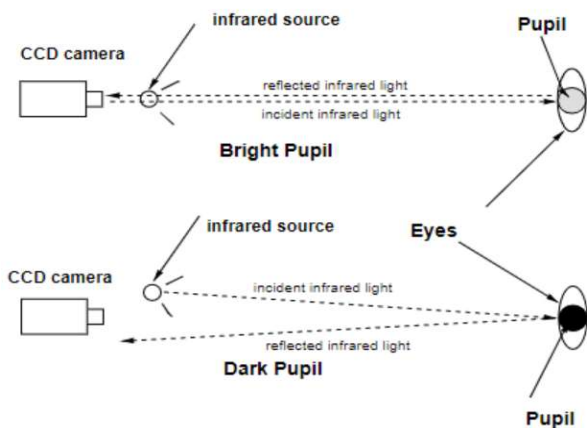 infrared source
Pupil
CCD camera
reflected infrared light
incident infrared light
Bright Pupil
infrared source
Eyes
CCD camera
incident infrared light
reflected infrared light
Dark Pupil
Pupil